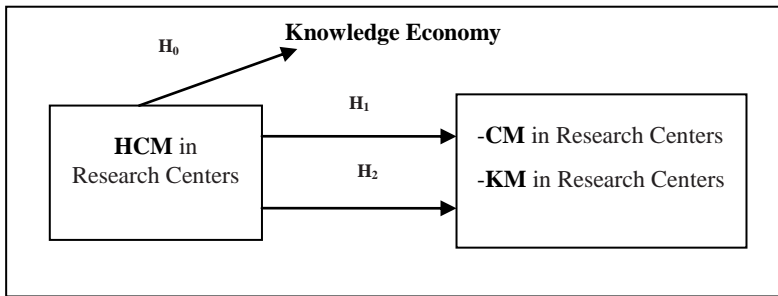 Knowledge Economy
H₀
H₁
HCM in
Research Centers
-CM in Research Centers
H₂
-KM in Research Centers